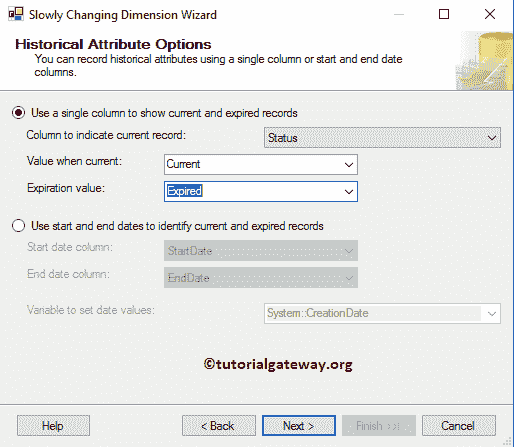 Slowly Changing Dimension Wizard
Historical Attribute Options
You can record historical attributes using a single column or start and end date
columns.
Use a single column to show current and expired records
Column to indicate current record:
Status
Value when current:
Current
Expiration value:
Expired
Use start and end dates to identify current and expired records
Start date column:
StartDate
End date column:
EndDate
Variable to set date values:
System::CreationDate
©tutorialgateway.org
Help
< Back
Next >
Finish >>|
Cancel